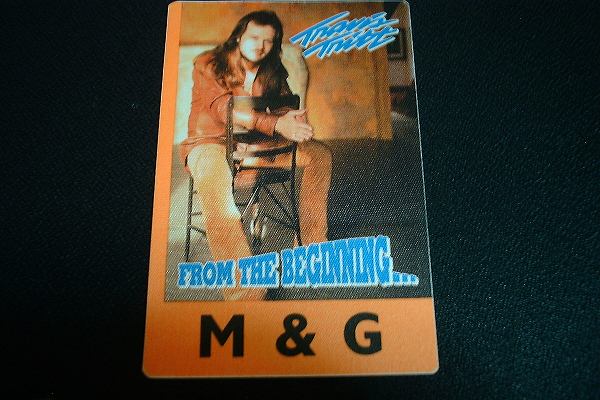 Travis
Tritt
FROM THE BEGINNING...
M & G